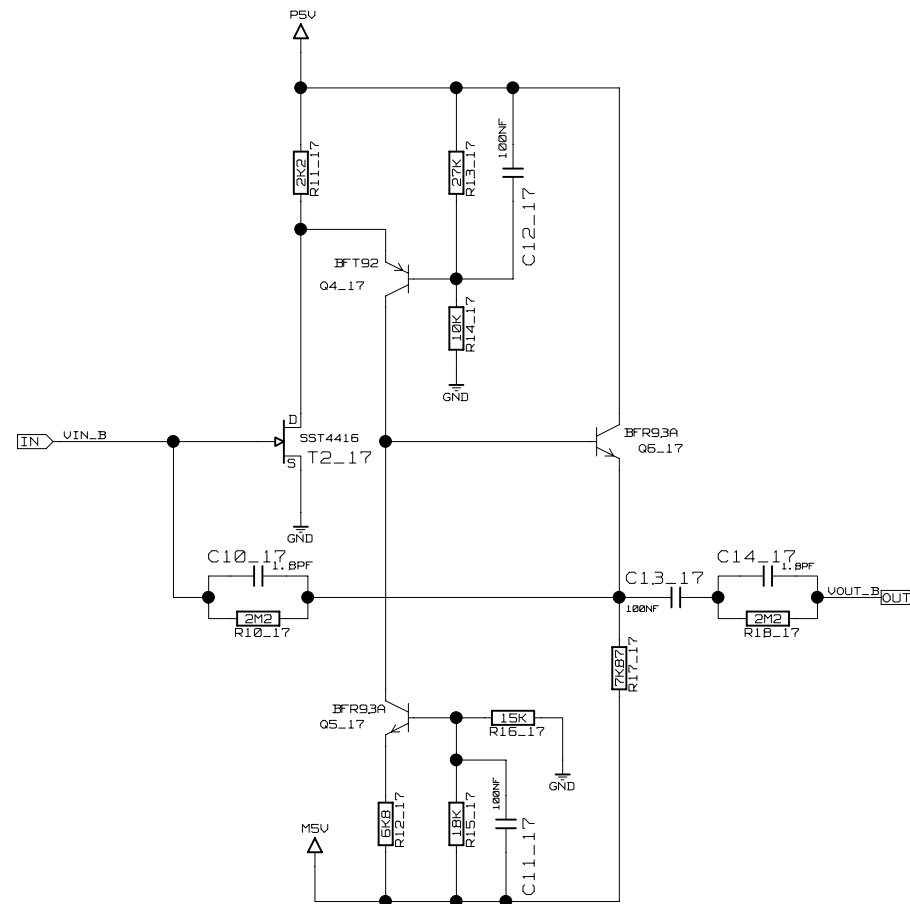 P5V
2K2
R11_17
27K
R13_17
100NF
C12_17
BFT92
Q4_17
10K
R14_17
GND
IN
VIN_B
D
SST4416
T2_17
S
GND
BFR93A
Q6_17
C10_17
1.8PF
2M2
R10_17
C13_17
100NF
C14_17
1.8PF
2M2
R18_17
VOUT_B
OUT
7K87
R17_17
BFR93A
Q5_17
15K
R16_17
GND
6K8
R12_17
18K
R15_17
100NF
C11_17
M5V